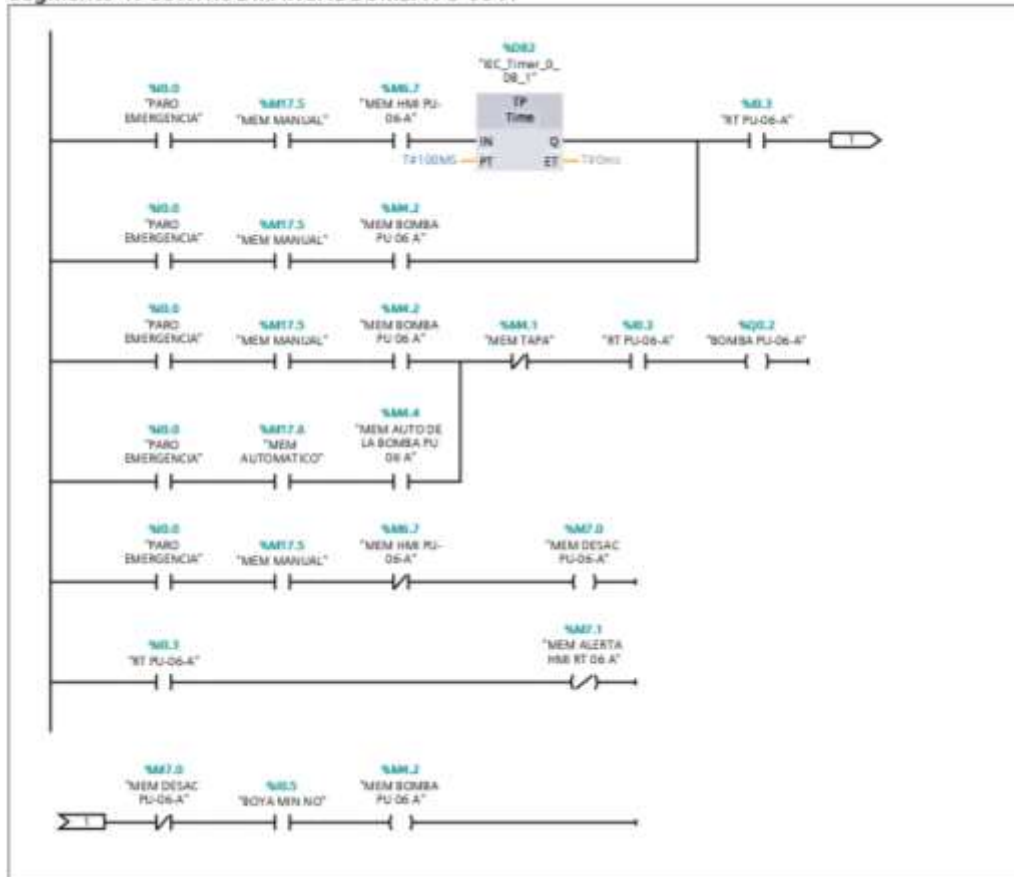 %DB2
"IEC_Timer_0_
DB_1"
%I0.0
"PARO
EMERGENCIA"
%M17.5
"MEM MANUAL"
%M6.7
"MEM HMI PU-
06-A"
TP
Time
IN
Q
T#100MS
PT
ET
T#0ms
%I0.3
"RT PU-06-A"
1
%I0.0
"PARO
EMERGENCIA"
%M17.5
"MEM MANUAL"
%M4.2
"MEM BOMBA
PU 06 A"
%I0.0
"PARO
EMERGENCIA"
%M17.5
"MEM MANUAL"
%M4.2
"MEM BOMBA
PU 06 A"
%M4.1
"MEM TAPA"
%I0.3
"RT PU-06-A"
%Q0.2
"BOMBA PU-06-A"
%I0.0
"PARO
EMERGENCIA"
%M17.6
"MEM
AUTOMATICO"
%M4.4
"MEM AUTO DE
LA BOMBA PU
06 A"
%I0.0
"PARO
EMERGENCIA"
%M17.5
"MEM MANUAL"
%M6.7
"MEM HMI PU-
06-A"
%M7.0
"MEM DESAC
PU-06-A"
%I0.3
"RT PU-06-A"
%M7.1
"MEM ALERTA
HMI RT 06 A"
1
%M7.0
"MEM DESAC
PU-06-A"
%I0.5
"BOYA MIN NO"
%M4.2
"MEM BOMBA
PU 06 A"